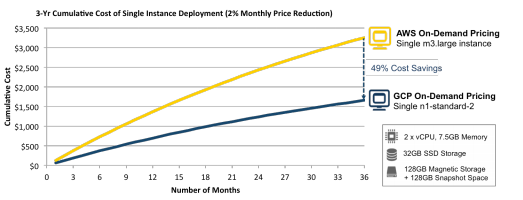 3-Yr Cumulative Cost of Single Instance Deployment (2% Monthly Price Reduction)
Cumulative Cost
$3,500
$3,000
$2,500
$2,000
$1,500
$1,000
$500
$0
0 3 6 9 12 15 18 21 24 27 30 33 36
Number of Months
AWS On-Demand Pricing
Single m3.large instance
49% Cost Savings
GCP On-Demand Pricing
Single n1-standard-2
2 x vCPU, 7.5GB Memory
32GB SSD Storage
128GB Magnetic Storage
+ 128GB Snapshot Space